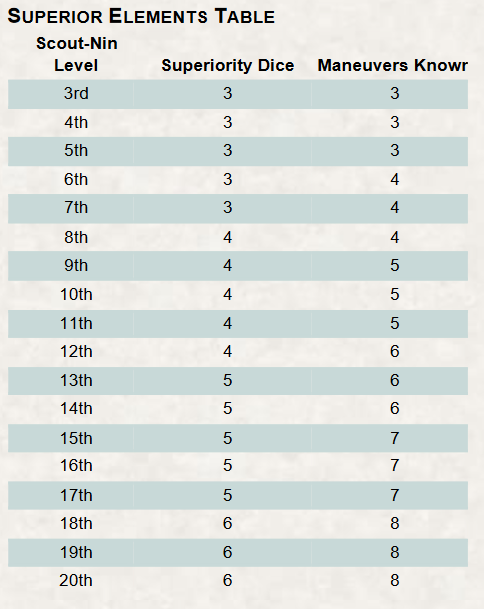 SUPERIOR ELEMENTS TABLE
Scout-Nin
Level Superiority Dice Maneuvers Known
3rd 3 3
4th 3 3
5th 3 3
6th 3 4
7th 3 4
8th 4 4
9th 4 5
10th 4 5
11th 4 5
12th 4 6
13th 5 6
14th 5 6
15th 5 7
16th 5 7
17th 5 7
18th 6 8
19th 6 8
20th 6 8